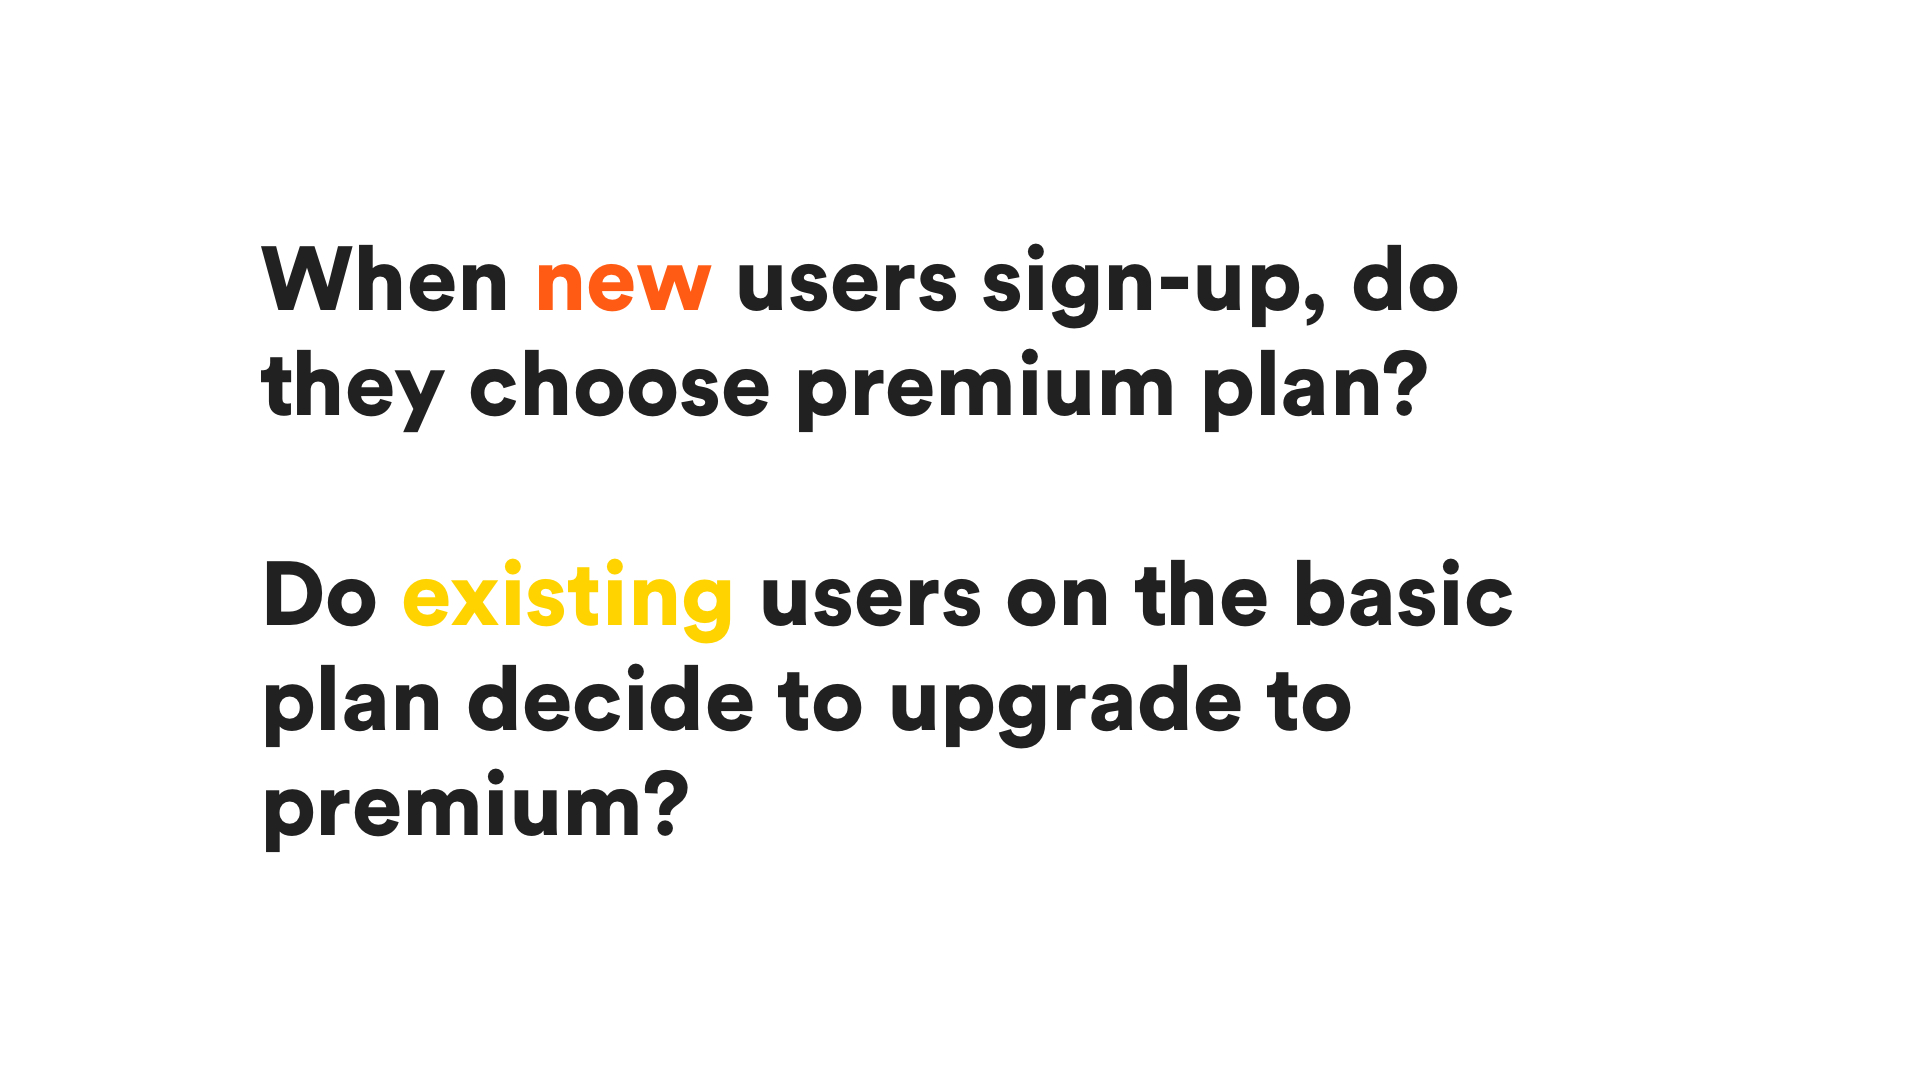 When new users sign-up, do
they choose premium plan?
Do existing users on the basic
plan decide to upgrade to
premium?